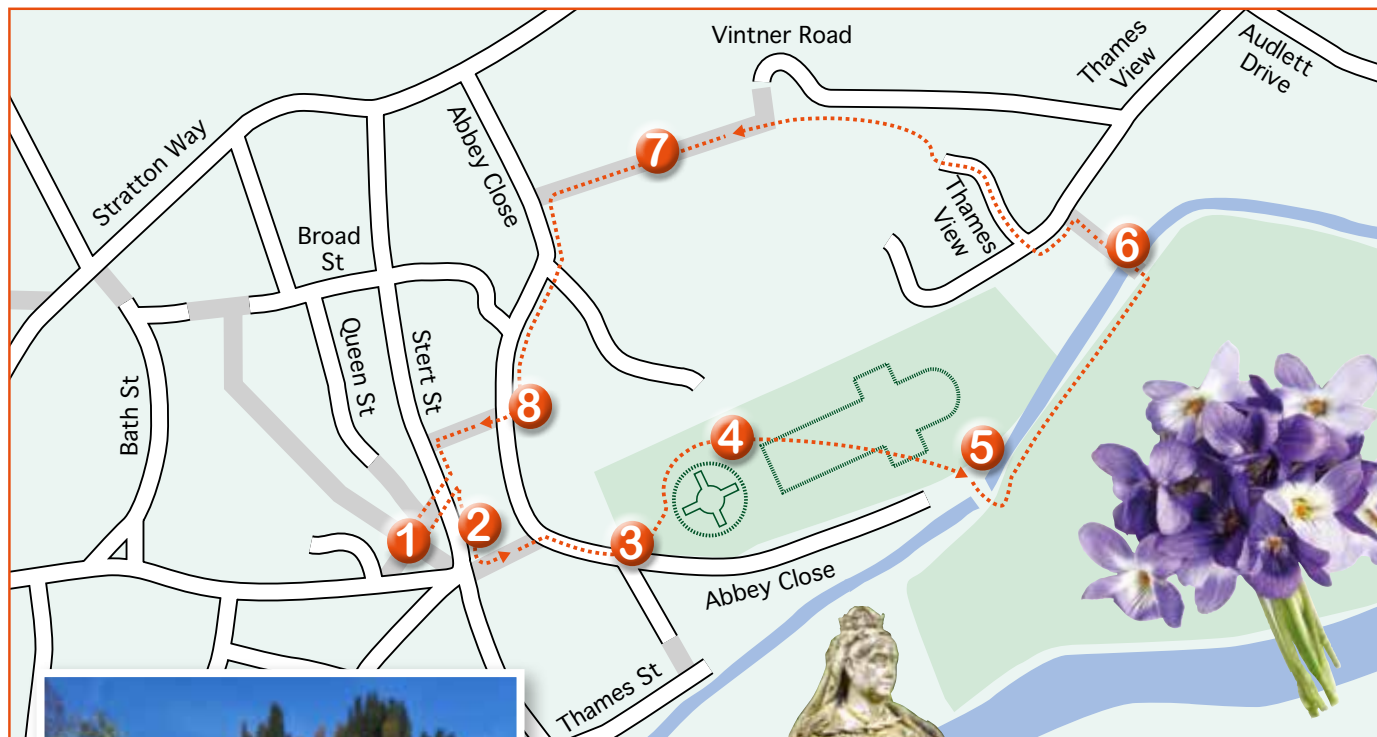 Vintner Road
Thames
View
Audlett
Drive
Stratton Way
Abbey Close
7
Broad
St
Thames
View
6
Queen St
Stert St
Bath St
8
4
5
1
2
3
Abbey Close
Thames St